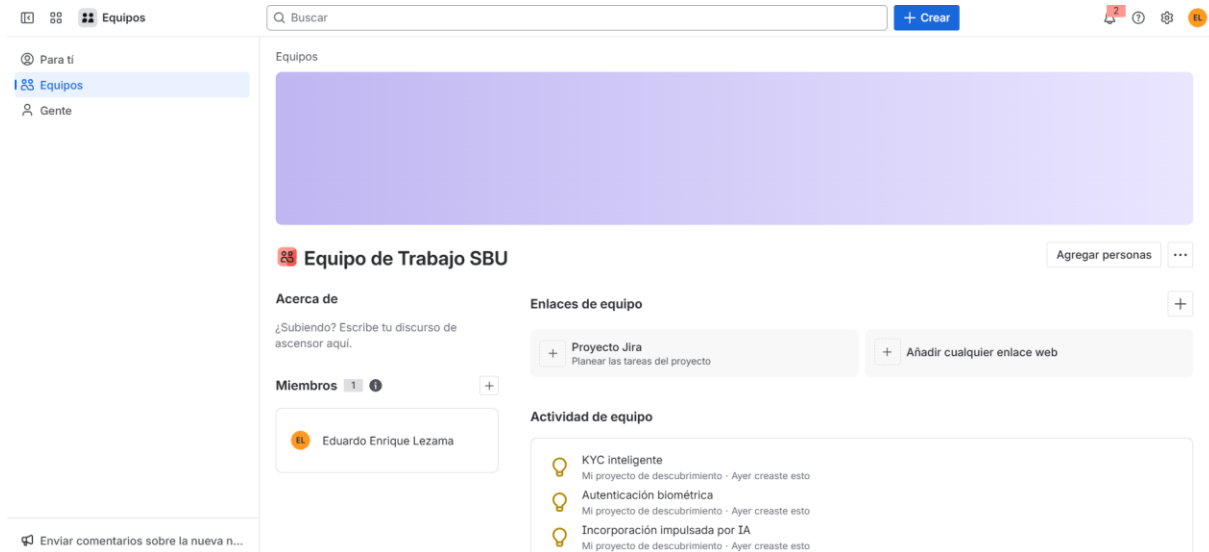 Equipos
Buscar
+ Crear
2
EL
Para tí
Equipos
Gente
Enviar comentarios sobre la nueva n...
Equipos
Equipo de Trabajo SBU
Agregar personas
Acerca de
¿Subiendo? Escribe tu discurso de
ascensor aquí.
Miembros 1
EL Eduardo Enrique Lezama
Enlaces de equipo
Proyecto Jira
Planear las tareas del proyecto
Añadir cualquier enlace web
Actividad de equipo
KYC inteligente
Mi proyecto de descubrimiento · Ayer creaste esto
Autenticación biométrica
Mi proyecto de descubrimiento · Ayer creaste esto
Incorporación impulsada por IA
Mi proyecto de descubrimiento · Ayer creaste esto